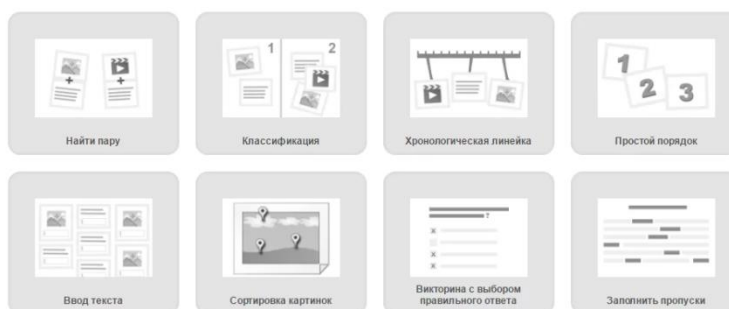 1 2
1
2
3
Найти пару
Классификация
Хронологическая линейка
Простой порядок
?
X
X
X
Ввод текста
Сортировка картинок
Викторина с выбором
правильного ответа
Заполнить пропуски